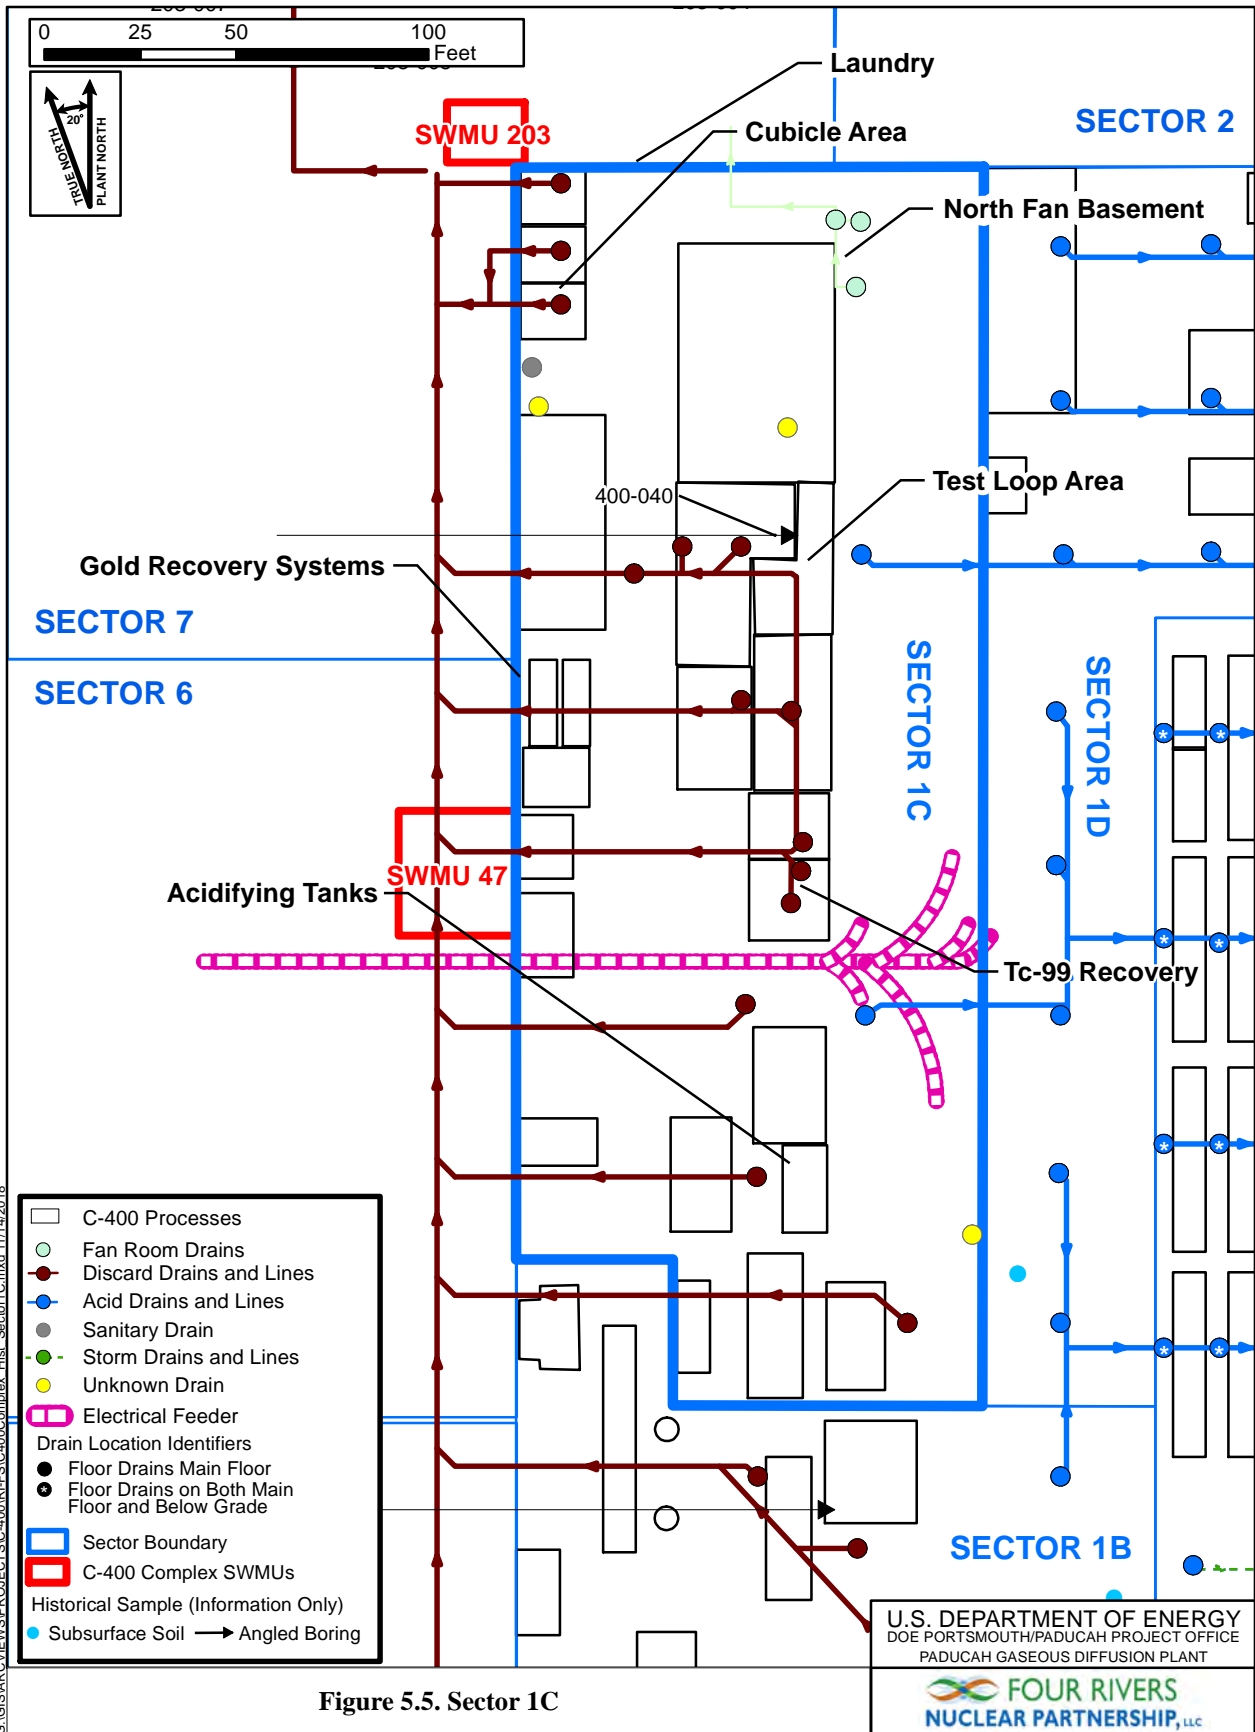 0 25 50 100
Feet
TRUE NORTH
20°
PLANT NORTH
Laundry
SWMU 203
Cubicle Area
SECTOR 2
North Fan Basement
Test Loop Area
400-040
Gold Recovery Systems
SECTOR 7
SECTOR 6
SECTOR 1C
SECTOR 1D
SWMU 47
Acidifying Tanks
Tc-99 Recovery
C-400 Processes
Fan Room Drains
Discard Drains and Lines
Acid Drains and Lines
Sanitary Drain
Storm Drains and Lines
Unknown Drain
Electrical Feeder
Drain Location Identifiers
Floor Drains Main Floor
Floor Drains on Both Main
Floor and Below Grade
Sector Boundary
C-400 Complex SWMUs
Historical Sample (Information Only)
Subsurface Soil Angled Boring
SECTOR 1B
U.S. DEPARTMENT OF ENERGY
DOE PORTSMOUTH/PADUCAH PROJECT OFFICE
PADUCAH GASEOUS DIFFUSION PLANT
FOUR RIVERS
NUCLEAR PARTNERSHIP, LLC
Figure 5.5. Sector 1C